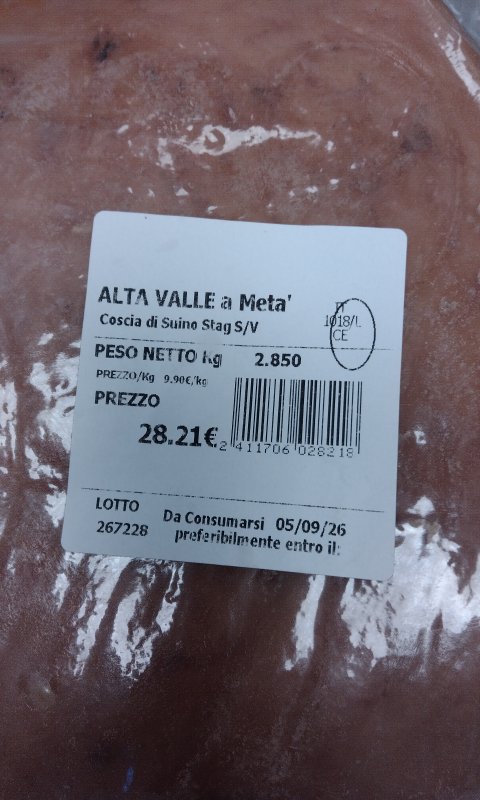 ALTA VALLE a Meta'
Coscia di Suino Stag S/V
IT
1018/L
CE
PESO NETTO kg 2.850
PREZZO/Kg 9.90€/kg
PREZZO
28.21€
2 411706 028218
LOTTO
267228
Da Consumarsi 05/09/26
preferibilmente entro il: